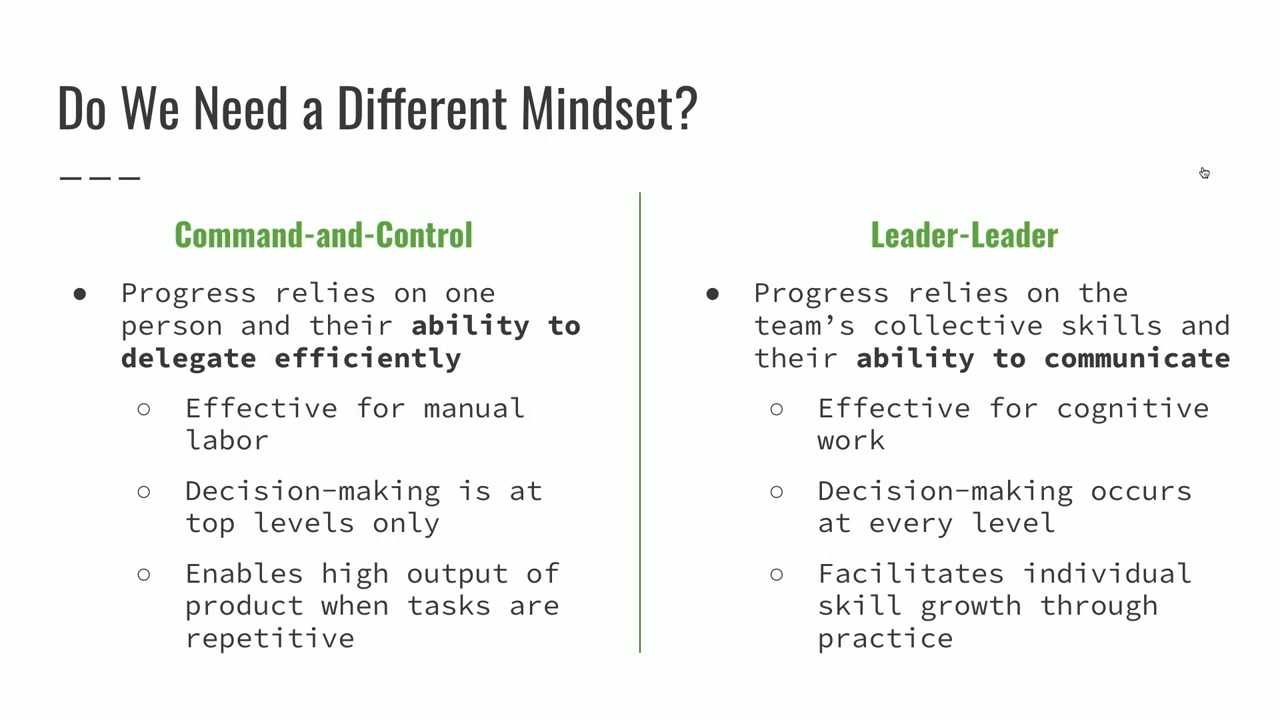 Do We Need a Different Mindset?
Command-and-Control
● Progress relies on one
person and their ability to
delegate efficiently
○ Effective for manual
labor
○ Decision-making is at
top levels only
○ Enables high output of
product when tasks are
repetitive
Leader-Leader
● Progress relies on the
team’s collective skills and
their ability to communicate
○ Effective for cognitive
work
○ Decision-making occurs
at every level
○ Facilitates individual
skill growth through
practice